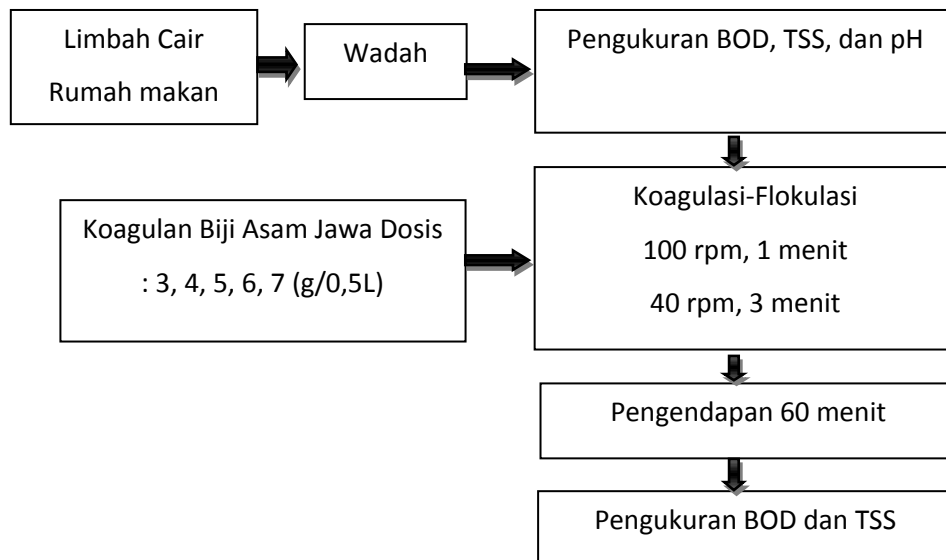 Limbah Cair
Rumah makan
Wadah
Pengukuran BOD, TSS, dan pH
Koagulan Biji Asam Jawa Dosis
: 3, 4, 5, 6, 7 (g/0,5L)
Koagulasi-Flokulasi
100 rpm, 1 menit
40 rpm, 3 menit
Pengendapan 60 menit
Pengukuran BOD dan TSS